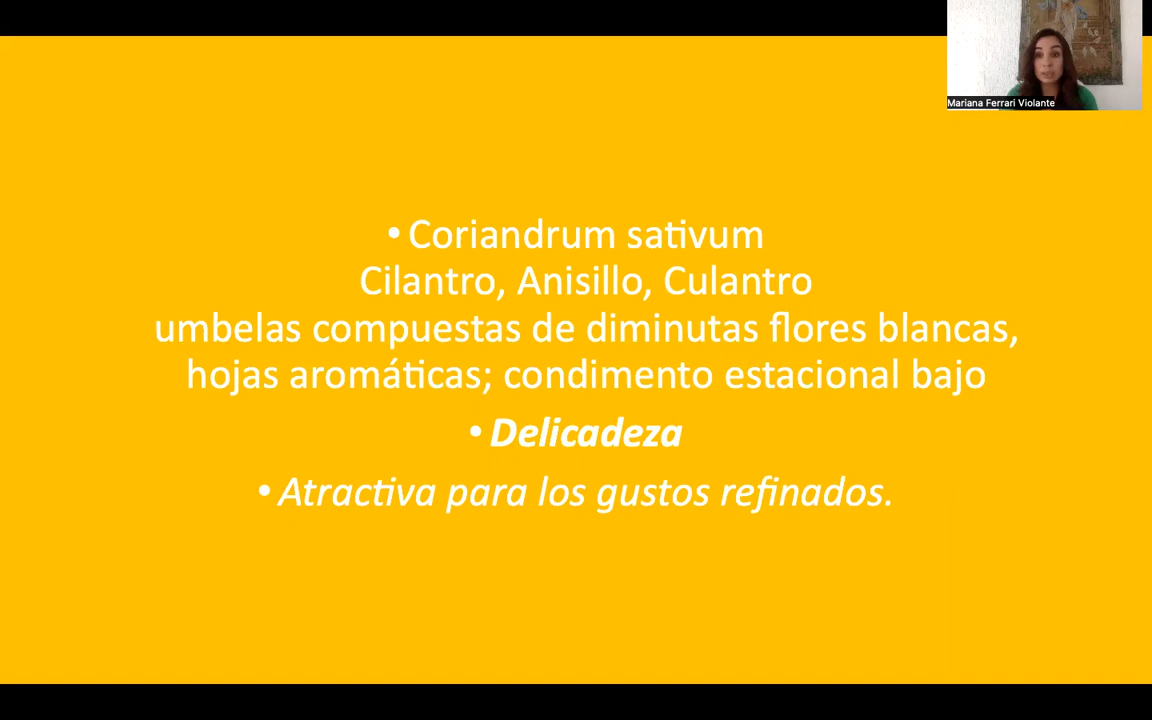 Mariana Ferrari Violante
• Coriandrum sativum
Cilantro, Anisillo, Culantro
umbelas compuestas de diminutas flores blancas,
hojas aromáticas; condimento estacional bajo
• Delicadeza
• Atractiva para los gustos refinados.